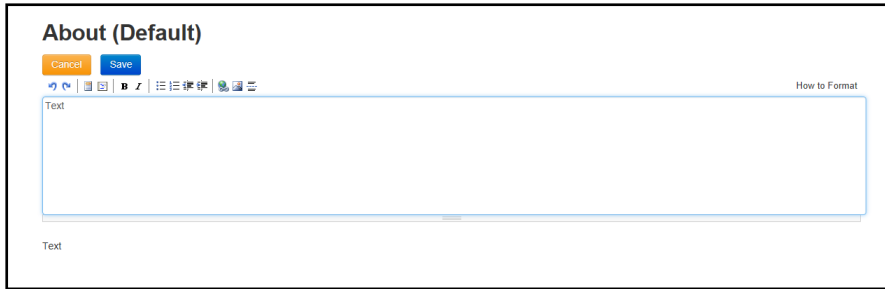 About (Default)
Cancel Save
B I How to Format
Text
Text